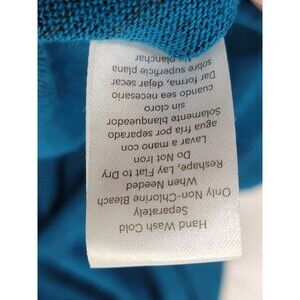 Hand Wash Cold
Separately
Only Non-Chlorine Bleach
When Needed
Reshape, Lay Flat to Dry
Do Not Iron
Lavar a mano con
agua fría por separado
Solamente blanqueador
sin cloro
cuando sea necesario
Dar forma, dejar secar
sobre superficie plana
planchar